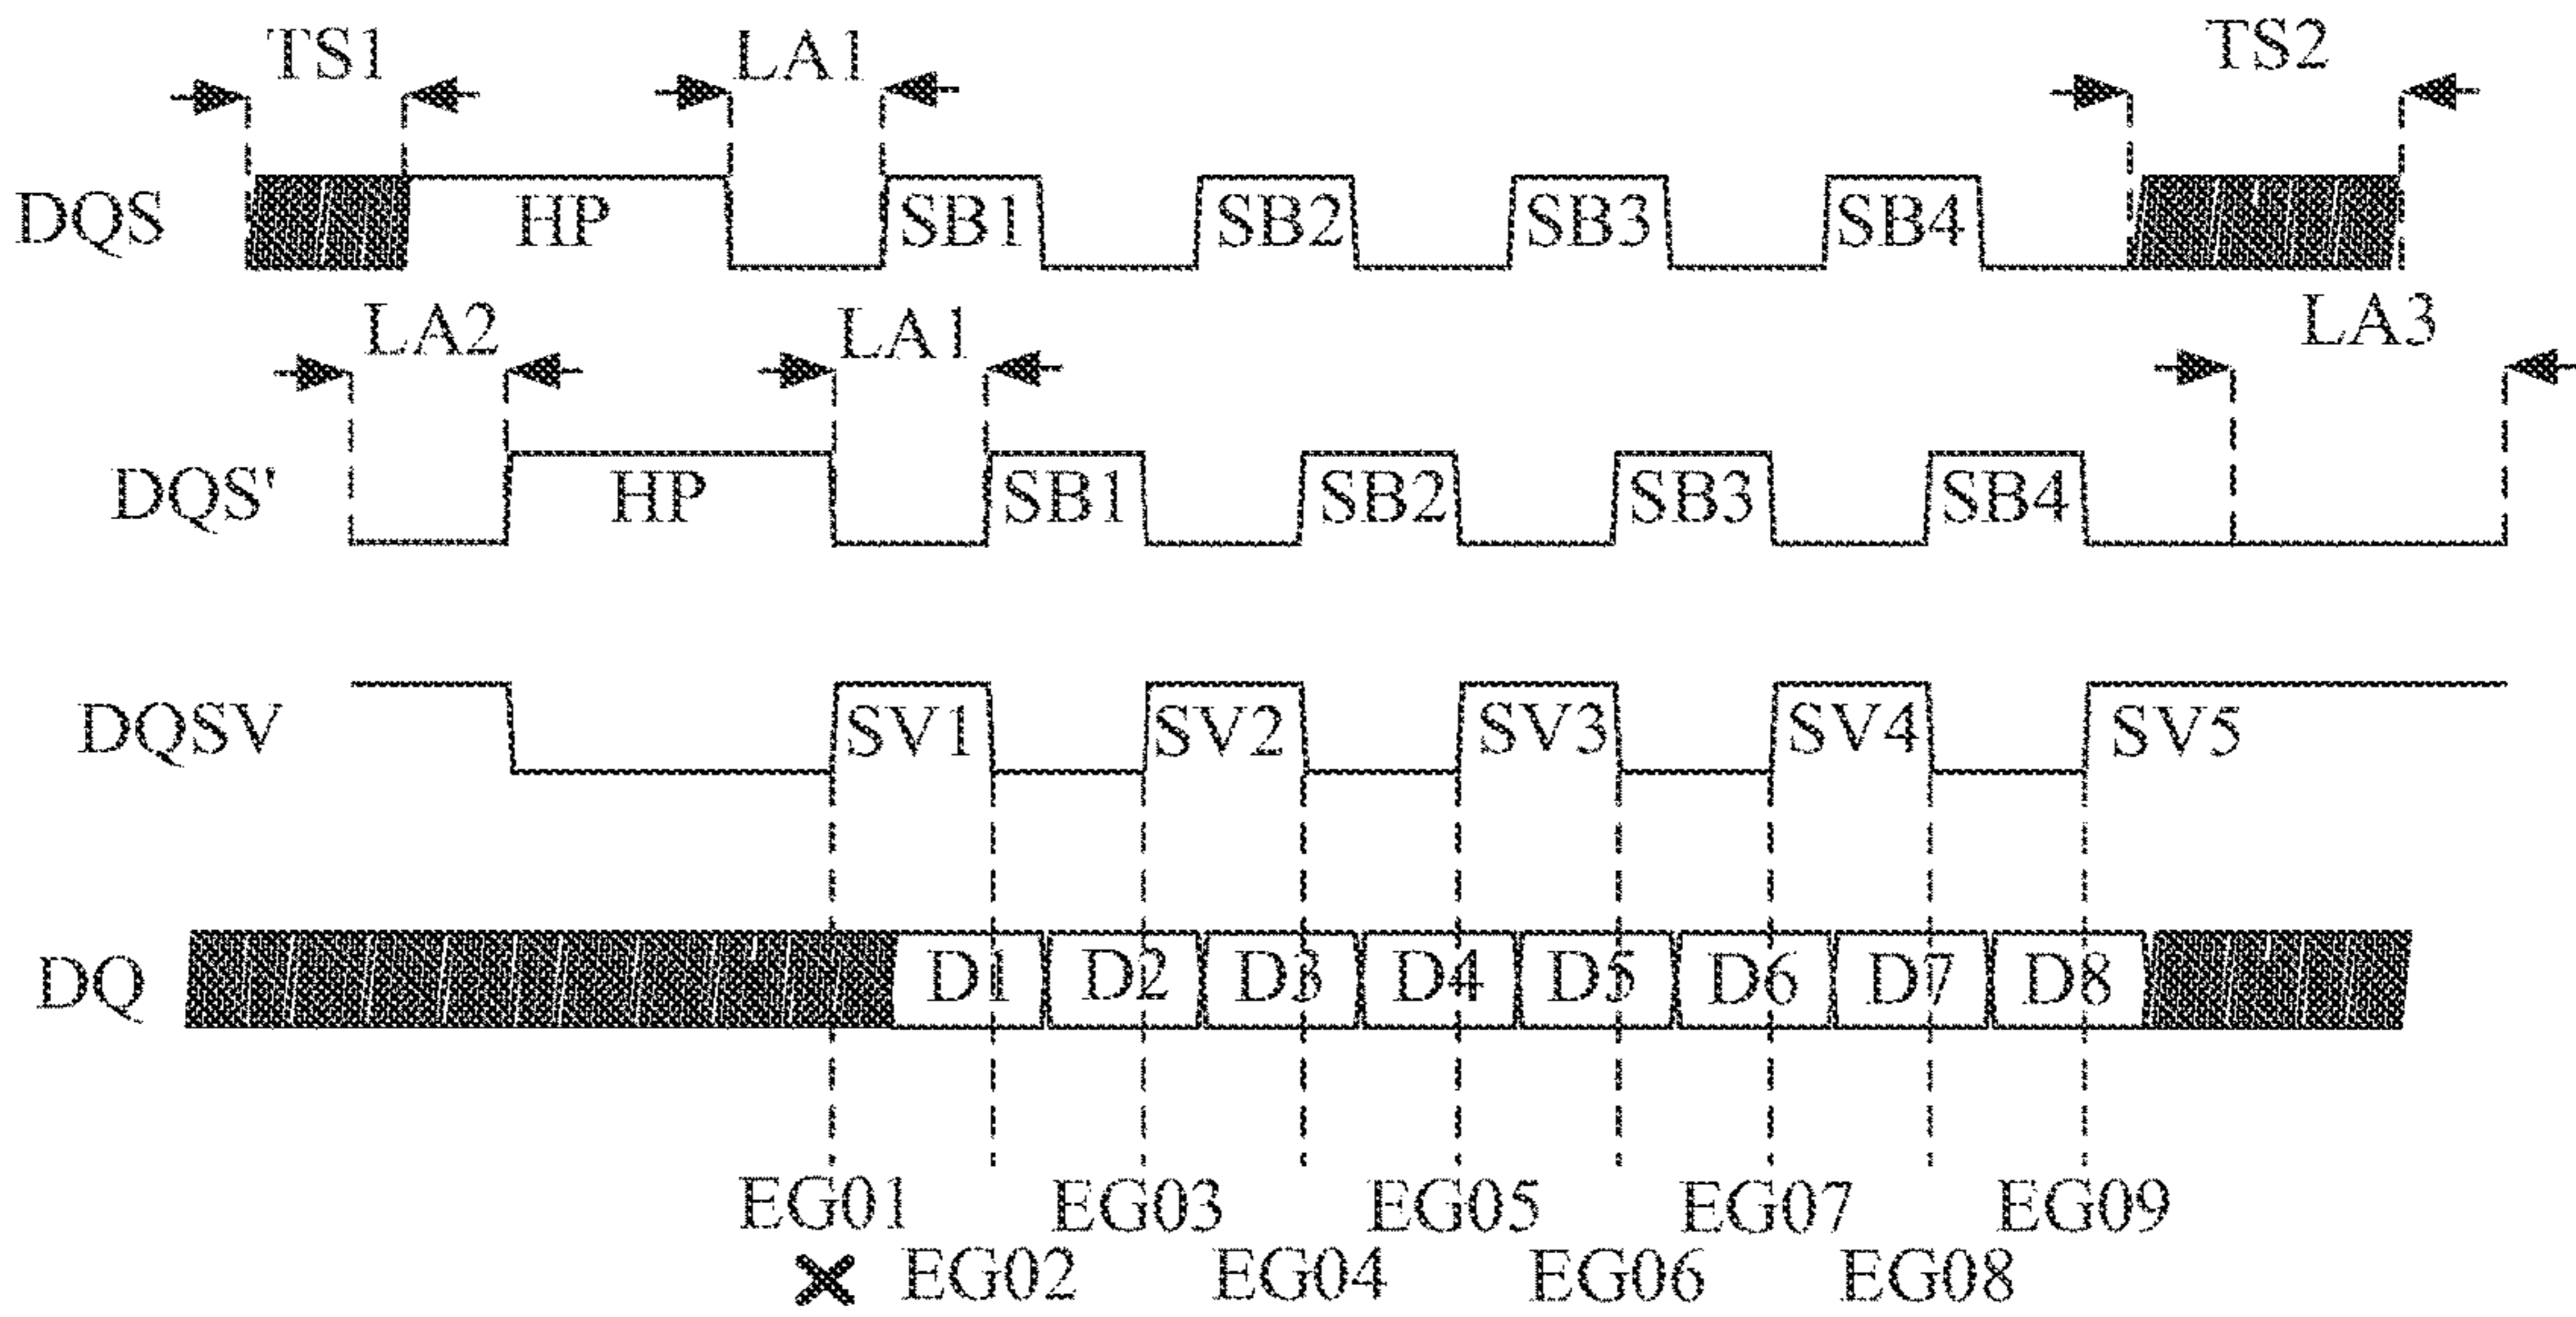 TS1 LA1 TS2
DQS HP SB1 SB2 SB3 SB4
LA2 LA1 LA3
DQS' HP SB1 SB2 SB3 SB4
DQSV SV1 SV2 SV3 SV4 SV5
DQ D1 D2 D3 D4 D5 D6 D7 D8
EG01 EG03 EG05 EG07 EG09
EG02 EG04 EG06 EG08